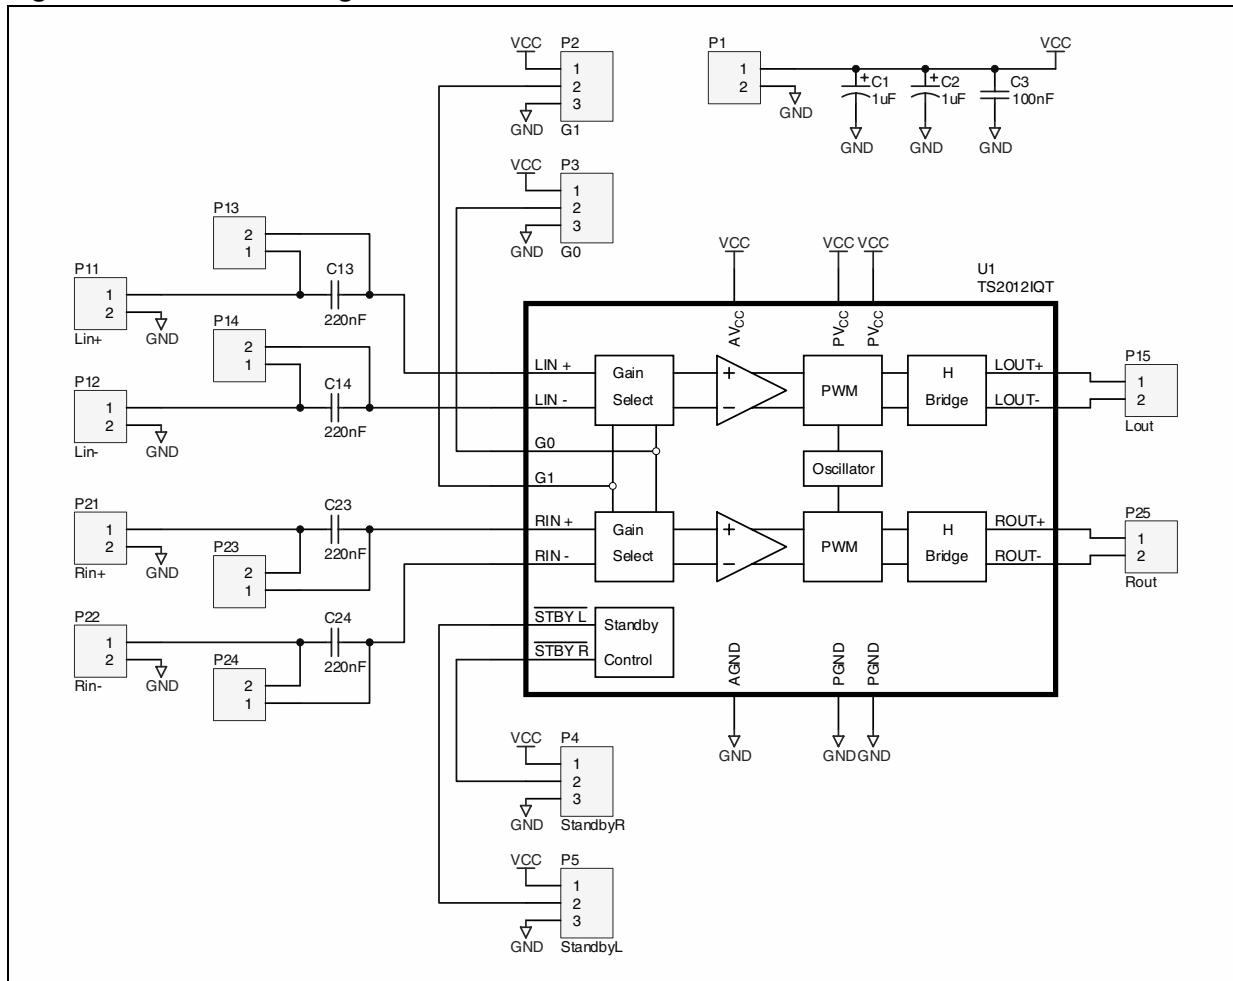 VCC
P2
1
2
3
GND
G1
VCC
P3
1
2
3
GND
G0
P1
1
2
GND
VCC
+
C1
1uF
GND
+
C2
1uF
GND
C3
100nF
GND
P13
2
1
P11
1
2
Lin+
GND
C13
220nF
P14
2
1
P12
1
2
Lin-
GND
C14
220nF
P21
1
2
Rin+
GND
C23
220nF
P23
2
1
P22
1
2
Rin-
GND
C24
220nF
P24
2
1
VCC
VCC
VCC
U1
TS2012IQT
AVCC
PVCC
PVCC
LIN +
LIN -
G0
G1
RIN +
RIN -
STBY L
STBY R
Gain
Select
+
-
PWM
H
Bridge
LOUT+
LOUT-
Oscillator
Gain
Select
+
-
PWM
H
Bridge
ROUT+
ROUT-
Standby
Control
AGND
PGND
PGND
GND
GND
GND
P15
1
2
Lout
P25
1
2
Rout
VCC
P4
1
2
3
GND
StandbyR
VCC
P5
1
2
3
GND
StandbyL